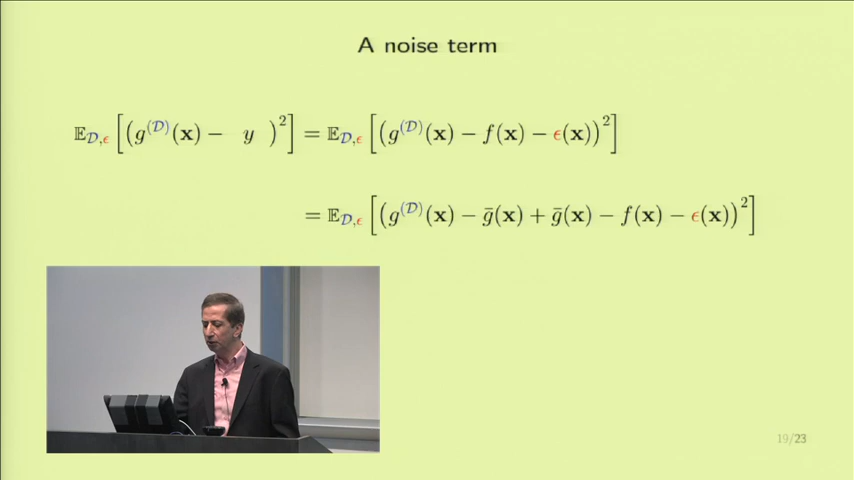 A noise term
𝔼_{𝒟,ϵ} [(g^{(𝒟)}(𝐱) − y)²] = 𝔼_{𝒟,ϵ} [(g^{(𝒟)}(𝐱) − f(𝐱) − ϵ(𝐱))²]
= 𝔼_{𝒟,ϵ} [(g^{(𝒟)}(𝐱) − ḡ(𝐱) + ḡ(𝐱) − f(𝐱) − ϵ(𝐱))²]
19/23